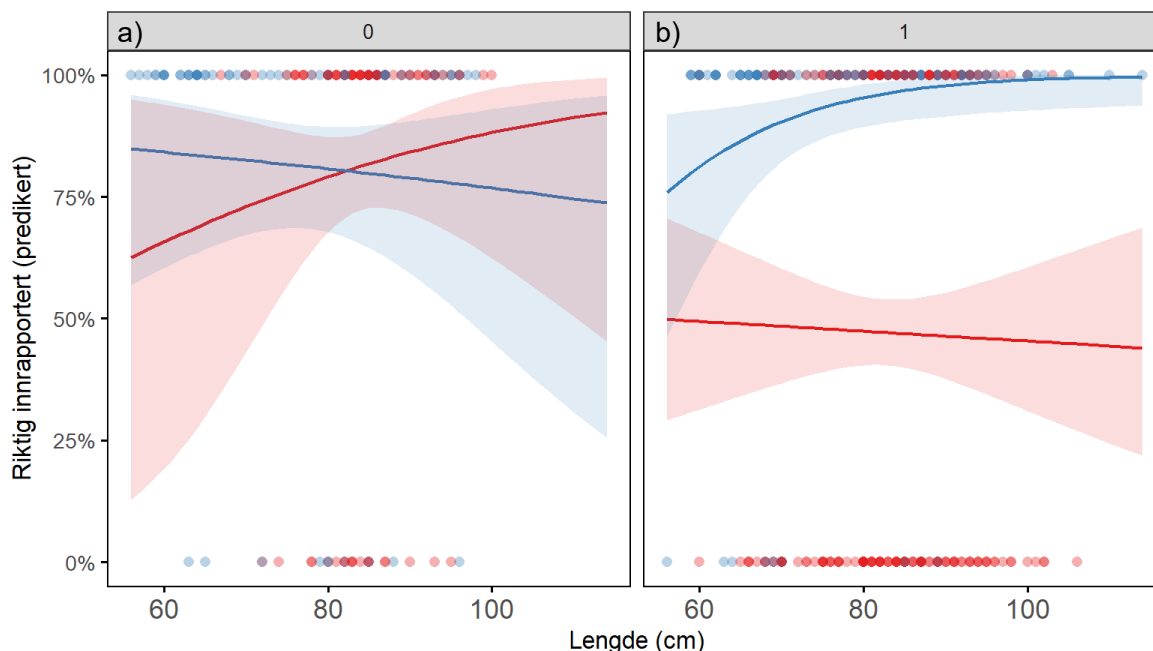 a) 0 b) 1
100%
75%
50%
25%
0%
Riktig innrapportert (predikert)
60 80 100 60 80 100
Lengde (cm)